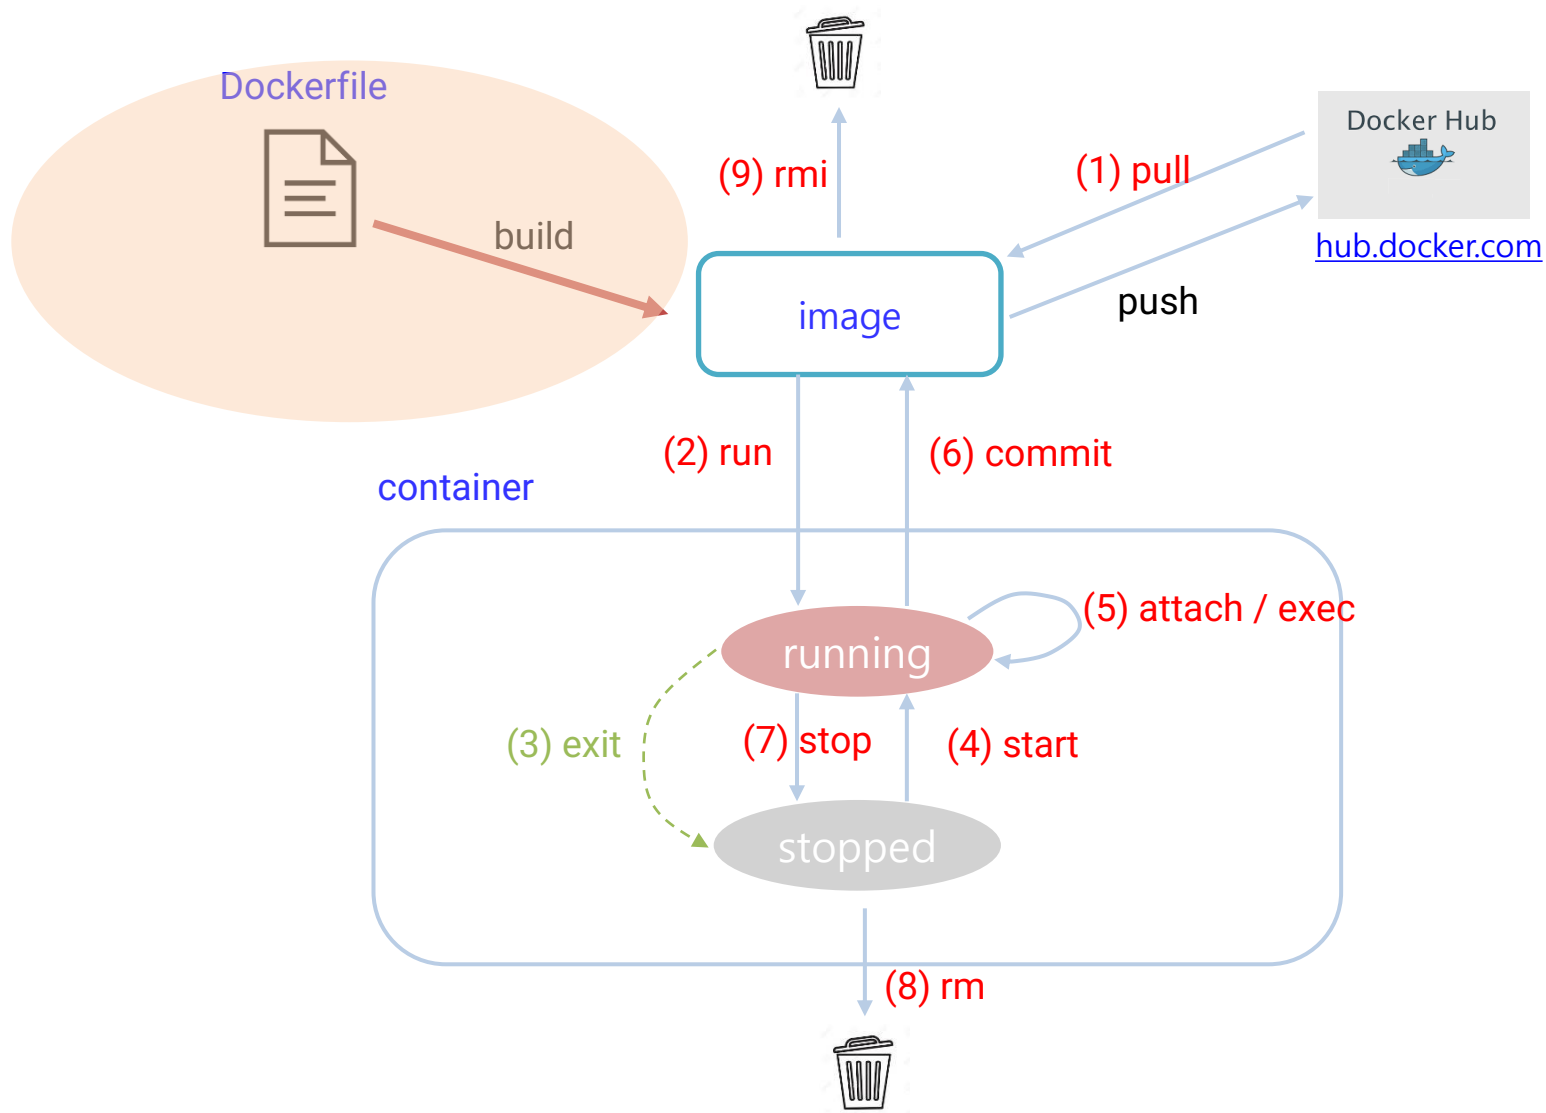 Dockerfile
build
(9) rmi
(1) pull
Docker Hub
hub.docker.com
push
image
(2) run
(6) commit
container
running
(5) attach / exec
(3) exit
(7) stop
(4) start
stopped
(8) rm